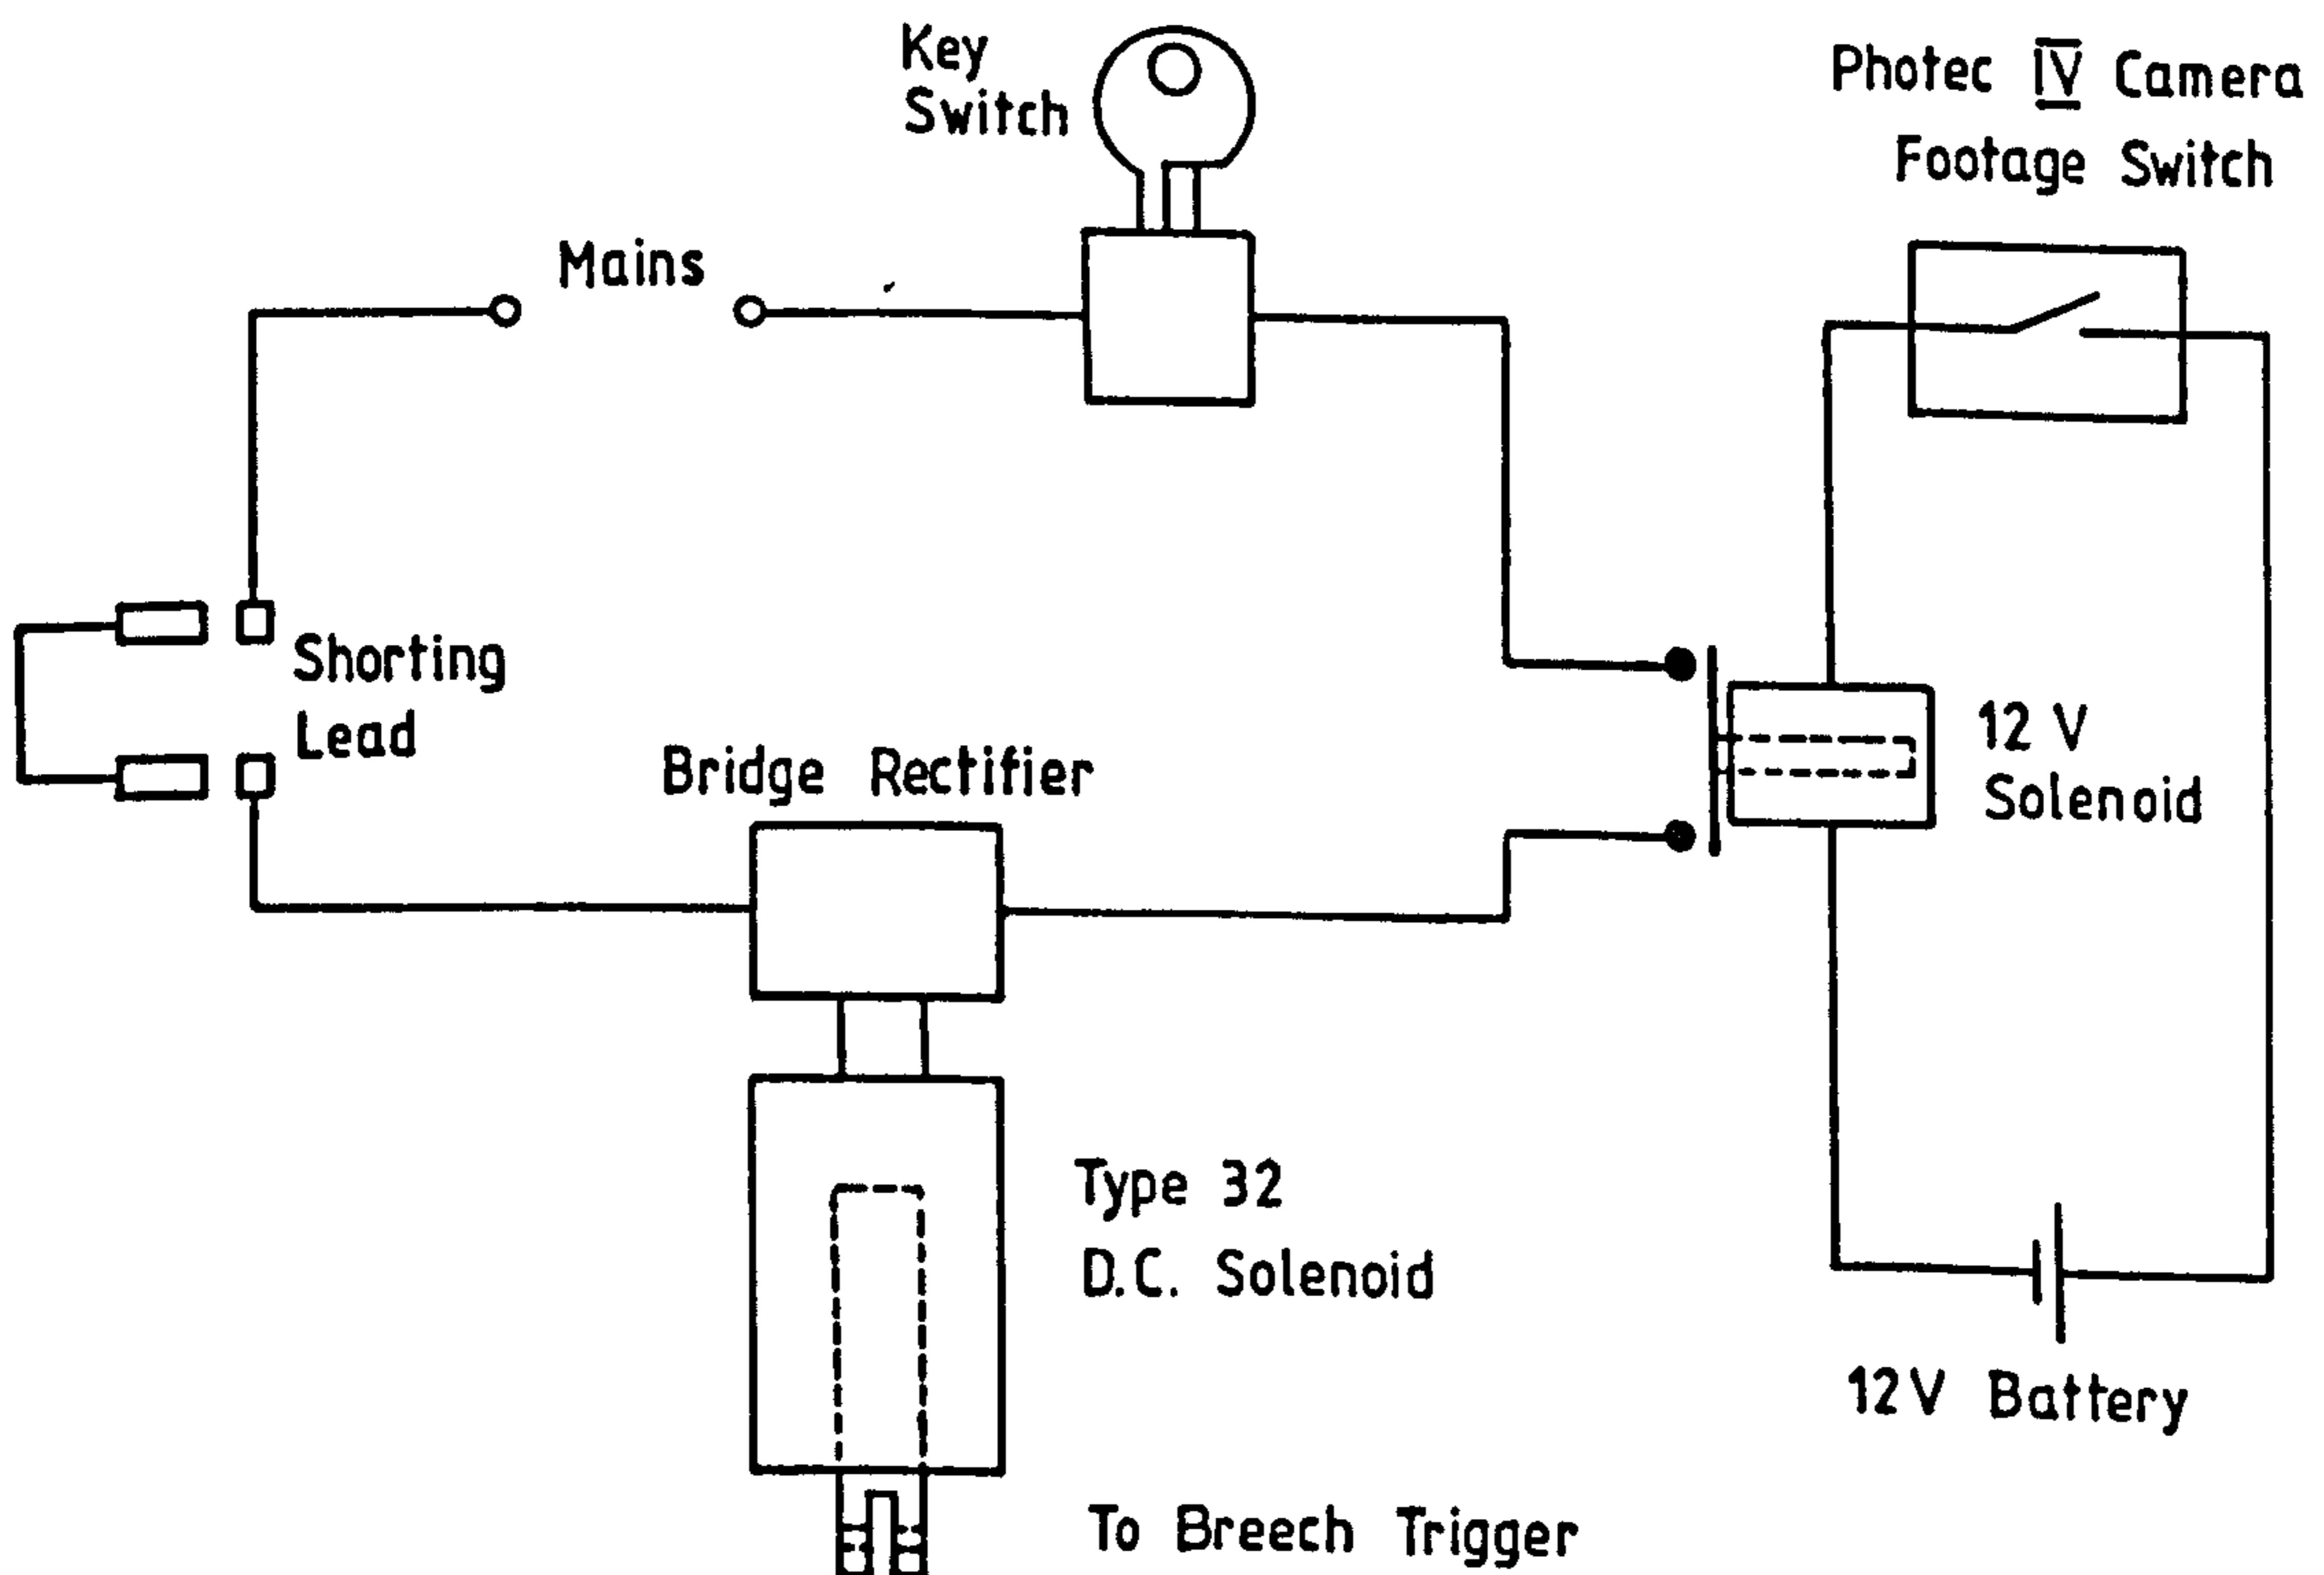 Key
Switch
Photec IV Camera
Footage Switch
Mains
Shorting
Lead
Bridge Rectifier
12 V
Solenoid
Type 32
D.C. Solenoid
12V Battery
To Breech Trigger